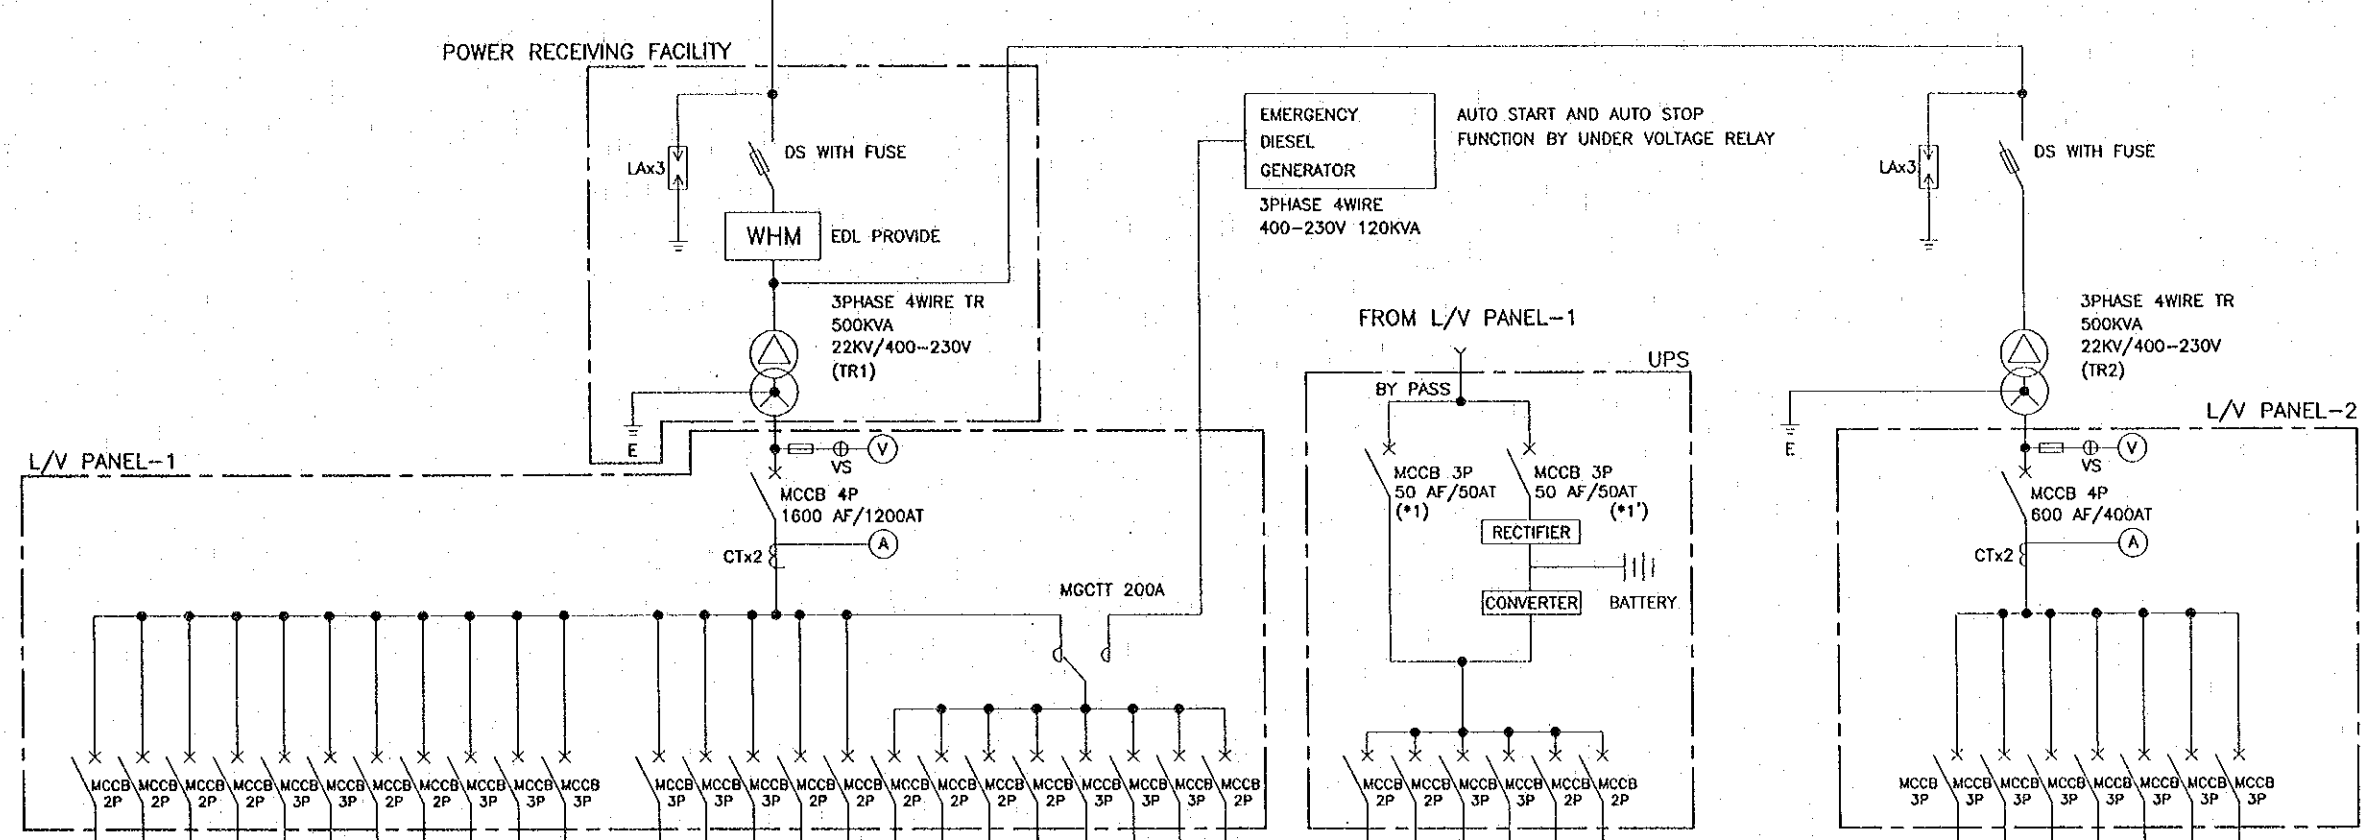 POWER RECEIVING FACILITY
LAx3
DS WITH FUSE
WHM
EDL PROVIDE
3PHASE 4WIRE TR
500KVA
22KV/400-230V
(TR1)
E
EMERGENCY
DIESEL
GENERATOR
AUTO START AND AUTO STOP
FUNCTION BY UNDER VOLTAGE RELAY
3PHASE 4WIRE
400-230V 120KVA
LAx3
DS WITH FUSE
3PHASE 4WIRE TR
500KVA
22KV/400-230V
(TR2)
E
L/V PANEL-1
V
VS
MCCB 4P
1600 AF/1200AT
A
CTx2
MGCTT 200A
MCCB
2P
MCCB
2P
MCCB
2P
MCCB
2P
MCCB
3P
MCCB
3P
MCCB
2P
MCCB
2P
MCCB
3P
MCCB
3P
MCCB
3P
MCCB
3P
MCCB
3P
MCCB
3P
MCCB
2P
MCCB
2P
MCCB
2P
MCCB
2P
MCCB
2P
MCCB
2P
MCCB
3P
MCCB
3P
MCCB
3P
MCCB
2P
FROM L/V PANEL-1
UPS
BY PASS
MCCB 3P
50 AF/50AT
(*1)
MCCB 3P
50 AF/50AT
(*1')
RECTIFIER
CONVERTER
BATTERY
MCCB
2P
MCCB
2P
MCCB
3P
MCCB
3P
MCCB
2P
MCCB
2P
L/V PANEL-2
V
VS
MCCB 4P
600 AF/400AT
A
CTx2
MCCB
3P
MCCB
3P
MCCB
3P
MCCB
3P
MCCB
3P
MCCB
3P
MCCB
3P
MCCB
3P